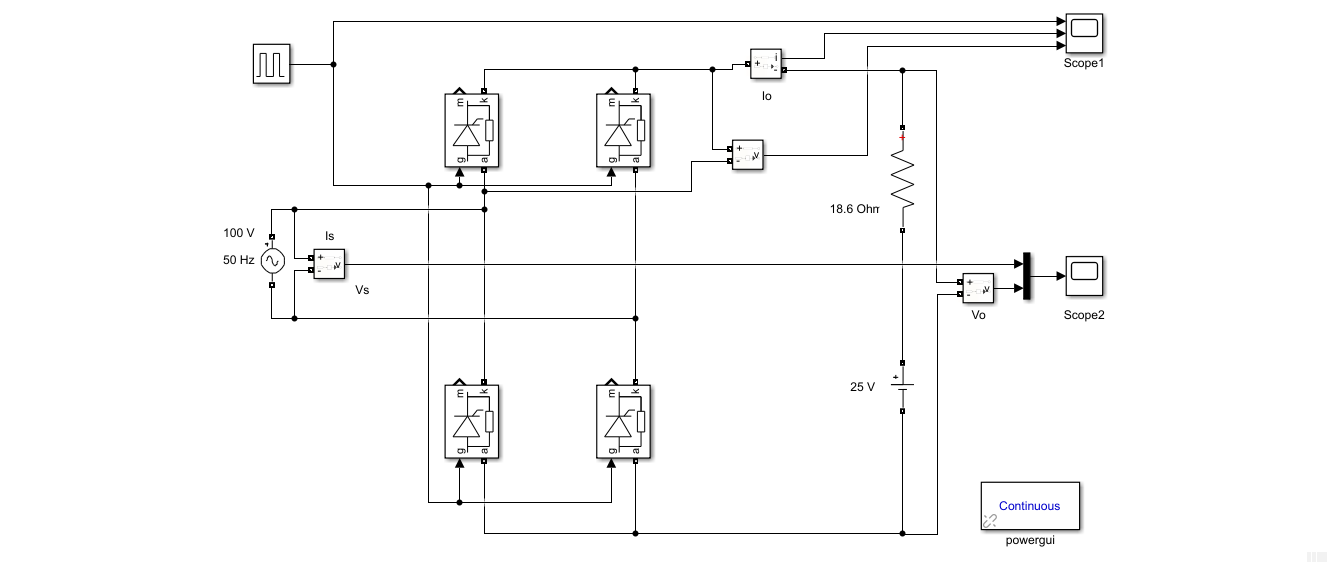 Scope1
i
+
-
Io
m
k
g
a
m
k
g
a
+
-
v
+
18.6 Ohm
100 V
50 Hz
Is
+
-
v
Vs
+
-
v
Vo
Scope2
25 V
+
m
k
g
a
m
k
g
a
Continuous
powergui